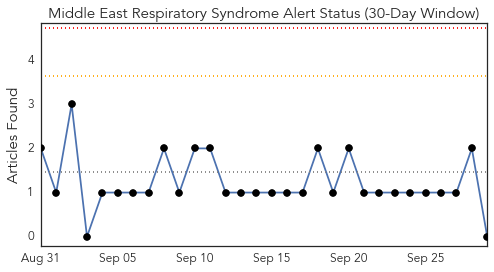 Middle East Respiratory Syndrome Alert Status (30-Day Window)
Articles Found
4
3
2
1
0
Aug 31 Sep 05 Sep 10 Sep 15 Sep 20 Sep 25